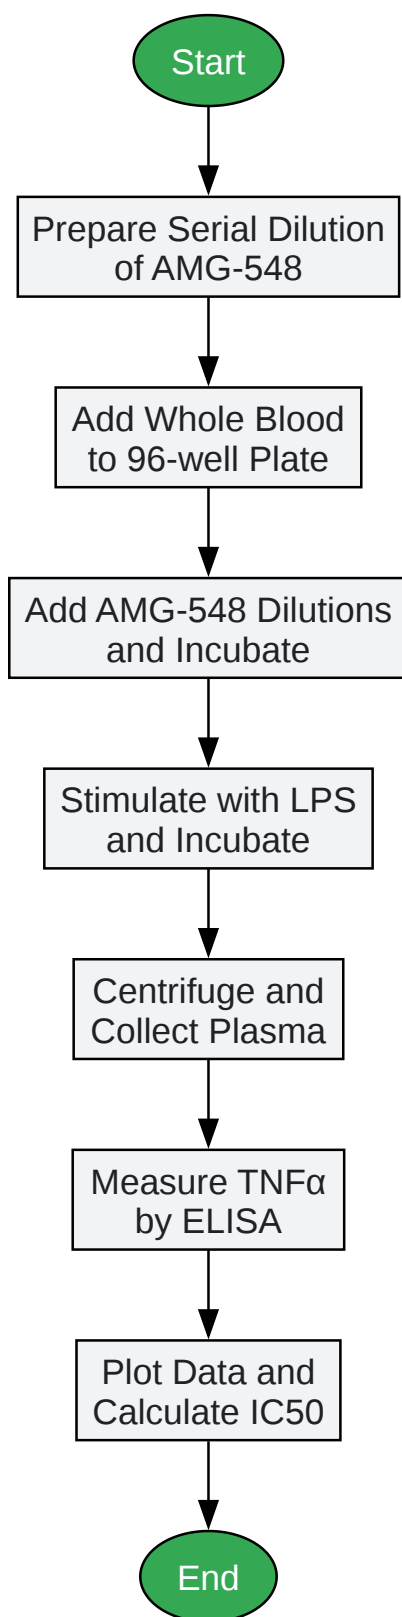 Start
Prepare Serial Dilution
of AMG-548
Add Whole Blood
to 96-well Plate
Add AMG-548 Dilutions
and Incubate
Stimulate with LPS
and Incubate
Centrifuge and
Collect Plasma
Measure TNFα
by ELISA
Plot Data and
Calculate IC50
End